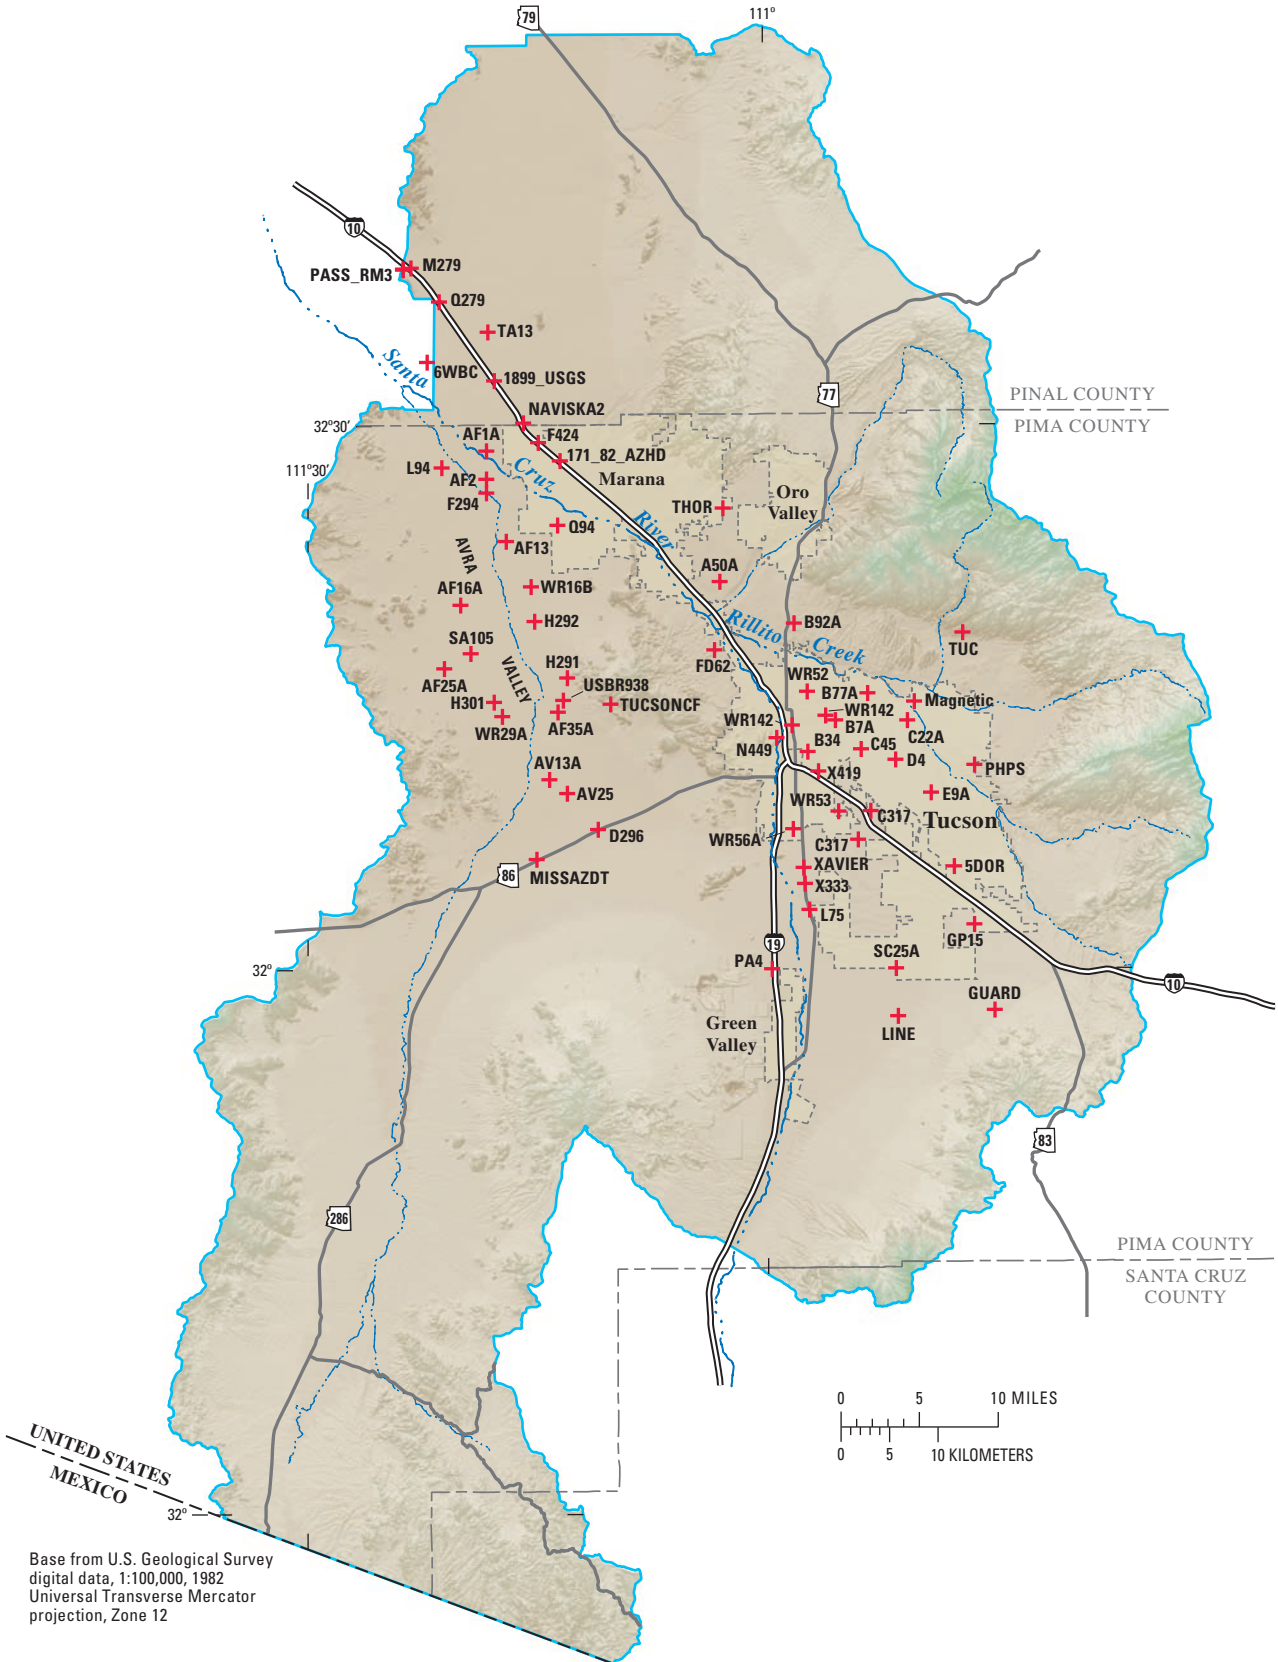 79
111°
10
PASS_RM3
M279
Q279
TA13
Santa
6WBC
1899_USGS
77
PINAL COUNTY
PIMA COUNTY
NAVISKA2
32°30'
F424
AF1A
171_82_AZHD
111°30'
L94
Cruz
Marana
AF2
F294
Oro
Valley
THOR
River
Q94
AVRA
AF13
A50A
AF16A
WR16B
H292
Rillito
B92A
Creek
TUC
SA105
FD62
VALLEY
H291
AF25A
USBR938
WR52
B77A
Magnetic
H301
TUCSONCF
WR142
WR29A
AF35A
WR142
B7A
C22A
N449
B34
C45
D4
PHPS
AV13A
X419
AV25
WR53
E9A
C317
Tucson
D296
WR56A
C317
86
MISSAZDT
XAVIER
5DOR
X333
L75
19
GP15
32°
PA4
SC25A
10
GUARD
Green
Valley
LINE
83
286
PIMA COUNTY
SANTA CRUZ
COUNTY
0 5 10 MILES
0 5 10 KILOMETERS
UNITED STATES
MEXICO
32°
Base from U.S. Geological Survey
digital data, 1:100,000, 1982
Universal Transverse Mercator
projection, Zone 12